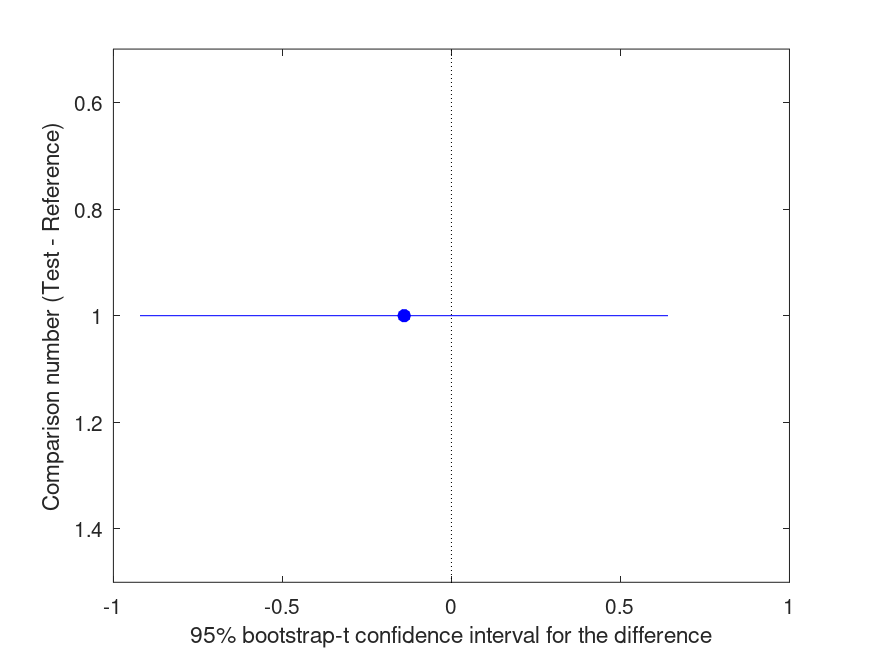 Comparison number (Test - Reference)
0.6
0.8
1
1.2
1.4
-1 -0.5 0 0.5 1
95% bootstrap-t confidence interval for the difference